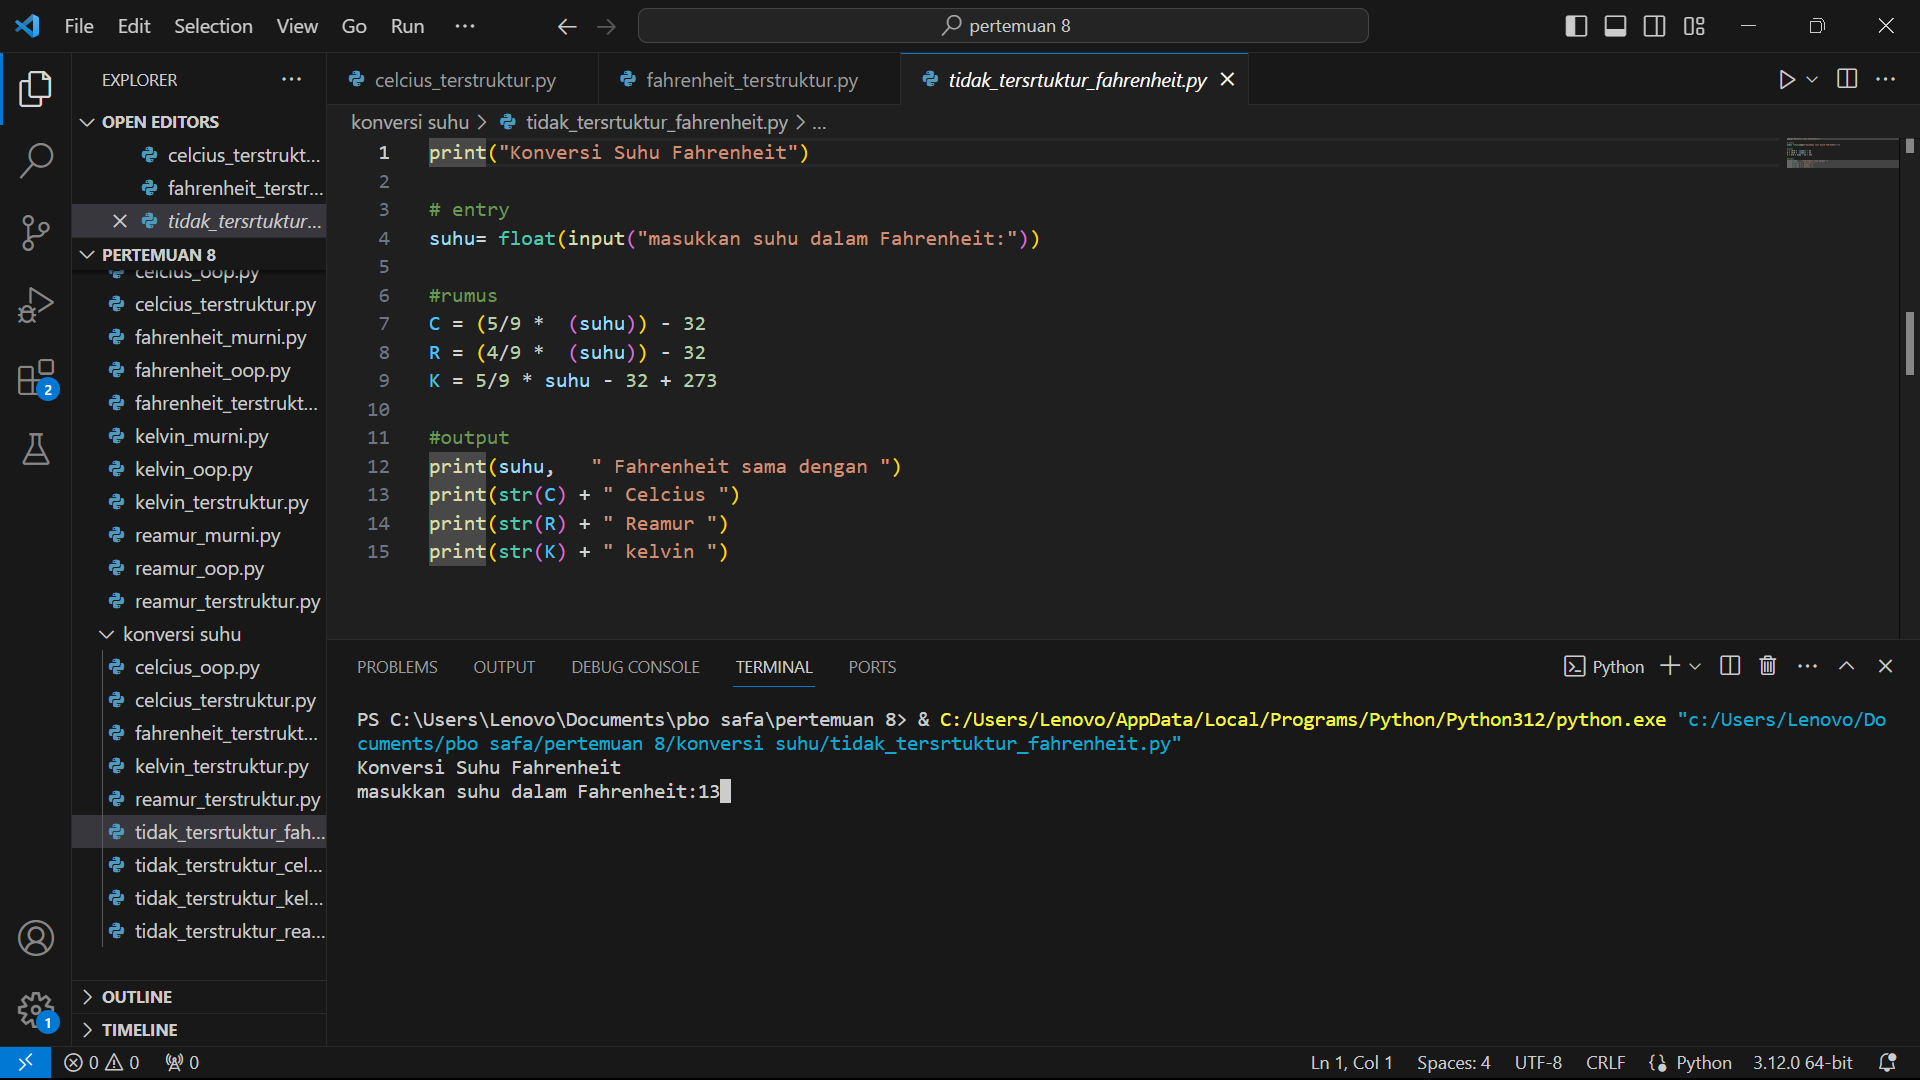 File Edit Selection View Go Run ···
pertemuan 8
EXPLORER ···
OPEN EDITORS
celcius_terstrukt...
fahrenheit_terstr...
tidak_tersrtuktur...
PERTEMUAN 8
celcius_oop.py
celcius_terstruktur.py
fahrenheit_murni.py
fahrenheit_oop.py
fahrenheit_terstrukt...
kelvin_murni.py
kelvin_oop.py
kelvin_terstruktur.py
reamur_murni.py
reamur_oop.py
reamur_terstruktur.py
konversi suhu
celcius_oop.py
celcius_terstruktur.py
fahrenheit_terstrukt...
kelvin_terstruktur.py
reamur_terstruktur.py
tidak_tersrtuktur_fah...
tidak_terstruktur_cel...
tidak_terstruktur_kel...
tidak_terstruktur_rea...
OUTLINE
TIMELINE
2
1
celcius_terstruktur.py fahrenheit_terstruktur.py tidak_tersrtuktur_fahrenheit.py
konversi suhu > tidak_tersrtuktur_fahrenheit.py > ...
1 print("Konversi Suhu Fahrenheit")
2
3 # entry
4 suhu= float(input("masukkan suhu dalam Fahrenheit:"))
5
6 #rumus
7 C = (5/9 *  (suhu)) - 32
8 R = (4/9 *  (suhu)) - 32
9 K = 5/9 * suhu - 32 + 273
10
11 #output
12 print(suhu,   " Fahrenheit sama dengan ")
13 print(str(C) + " Celcius ")
14 print(str(R) + " Reamur ")
15 print(str(K) + " kelvin ")
PROBLEMS OUTPUT DEBUG CONSOLE TERMINAL PORTS
Python
PS C:\Users\Lenovo\Documents\pbo safa\pertemuan 8> & C:/Users/Lenovo/AppData/Local/Programs/Python/Python312/python.exe "c:/Users/Lenovo/Do
cuments/pbo safa/pertemuan 8/konversi suhu/tidak_tersrtuktur_fahrenheit.py"
Konversi Suhu Fahrenheit
masukkan suhu dalam Fahrenheit:13
0 0 0
Ln 1, Col 1 Spaces: 4 UTF-8 CRLF Python 3.12.0 64-bit